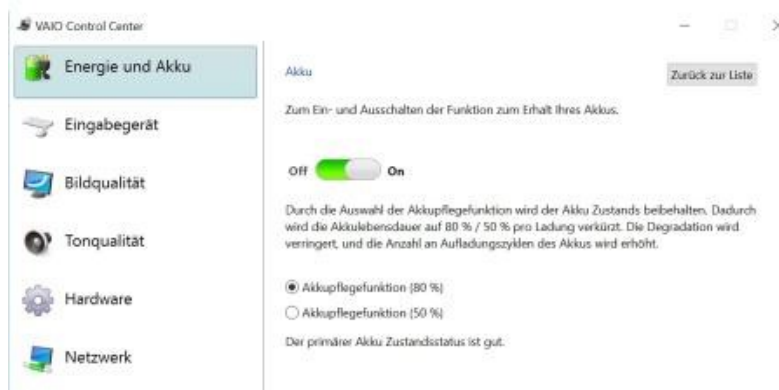 VAIO Control Center
Energie und Akku
Eingabegerät
Bildqualität
Tonqualität
Hardware
Netzwerk
Akku
Zurück zur Liste
Zum Ein- und Ausschalten der Funktion zum Erhalt Ihres Akkus.
Off On
Durch die Auswahl der Akkupflegefunktion wird der Akku Zustands beibehalten. Dadurch
wird die Akkulebensdauer auf 80 % / 50 % pro Ladung verkürzt. Die Degradation wird
verringert, und die Anzahl an Aufladungszyklen des Akkus wird erhöht.
Akkupflegefunktion (80 %)
Akkupflegefunktion (50 %)
Der primärer Akku Zustandsstatus ist gut.